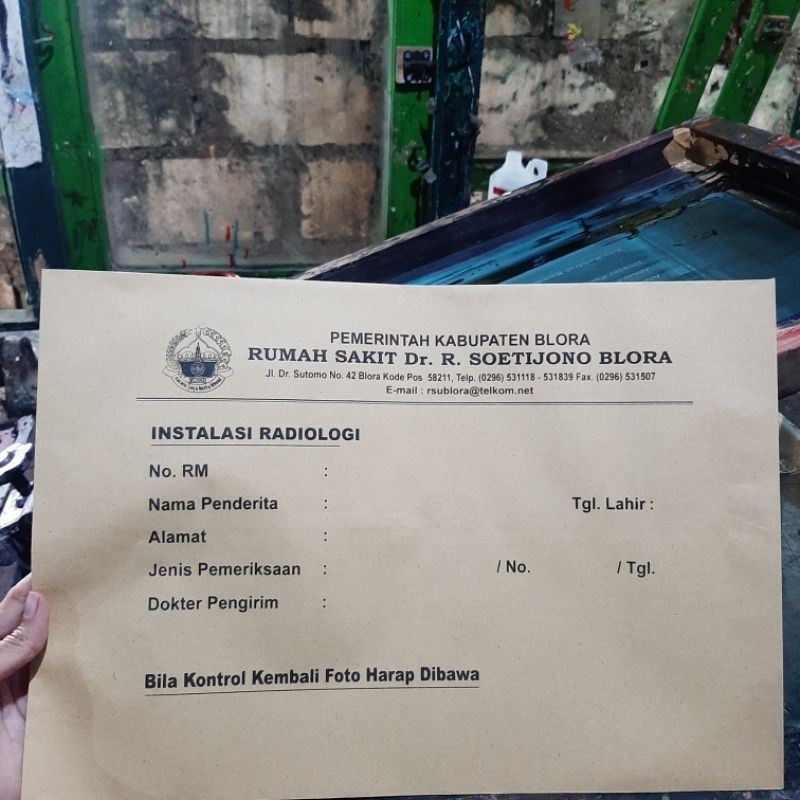 PEMERINTAH KABUPATEN BLORA
RUMAH SAKIT Dr. R. SOETIJONO BLORA
Jl. Dr. Sutomo No. 42 Blora Kode Pos 58211, Telp. (0296) 531118 - 531839 Fax. (0296) 531507
E-mail : rsublora@telkom.net
INSTALASI RADIOLOGI
No. RM :
Nama Penderita : Tgl. Lahir :
Alamat :
Jenis Pemeriksaan : / No. / Tgl.
Dokter Pengirim :
Bila Kontrol Kembali Foto Harap Dibawa